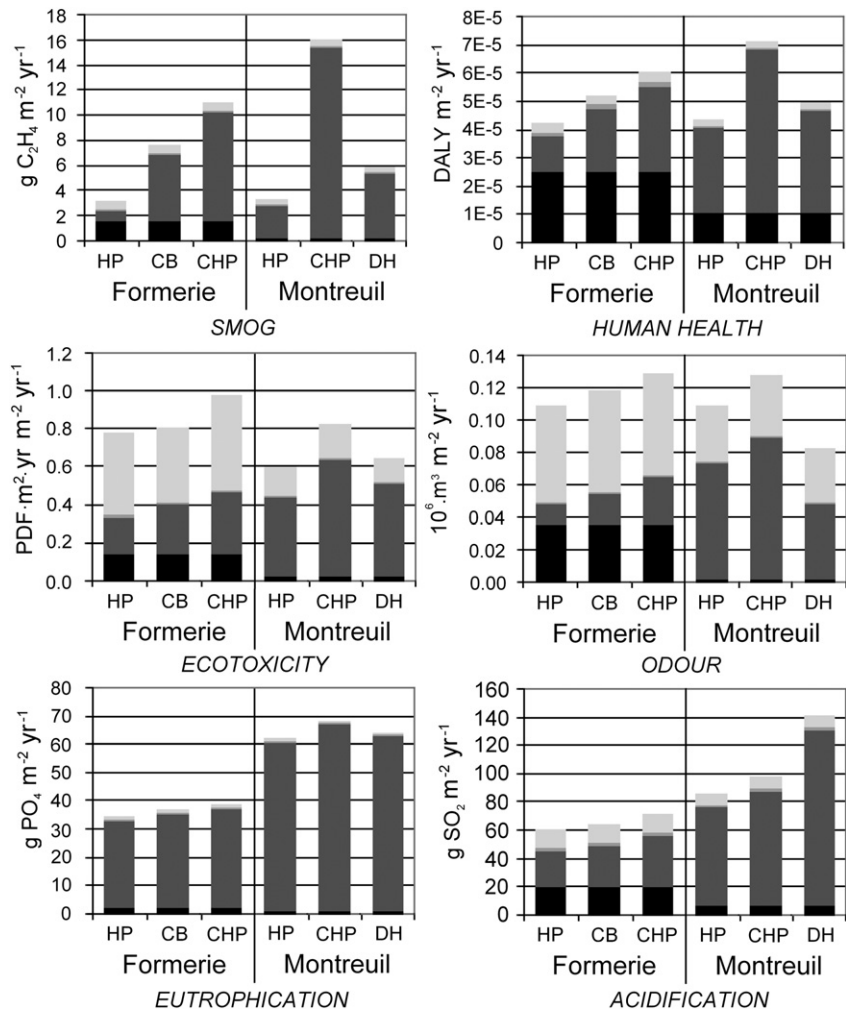 g C₂H₄ m⁻² yr⁻¹
18
16
14
12
10
8
6
4
2
0
HP CB CHP HP CHP DH
Formerie Montreuil
SMOG
DALY m⁻² yr⁻¹
8E-5
7E-5
6E-5
5E-5
4E-5
3E-5
2E-5
1E-5
0
HP CB CHP HP CHP DH
Formerie Montreuil
HUMAN HEALTH
PDF·m²·yr m⁻² yr⁻¹
1.2
1.0
0.8
0.6
0.4
0.2
0.0
HP CB CHP HP CHP DH
Formerie Montreuil
ECOTOXICITY
10⁶.m³ m⁻² yr⁻¹
0.14
0.12
0.10
0.08
0.06
0.04
0.02
0.00
HP CB CHP HP CHP DH
Formerie Montreuil
ODOUR
g PO₄ m⁻² yr⁻¹
80
70
60
50
40
30
20
10
0
HP CB CHP HP CHP DH
Formerie Montreuil
EUTROPHICATION
g SO₂ m⁻² yr⁻¹
160
140
120
100
80
60
40
20
0
HP CB CHP HP CHP DH
Formerie Montreuil
ACIDIFICATION